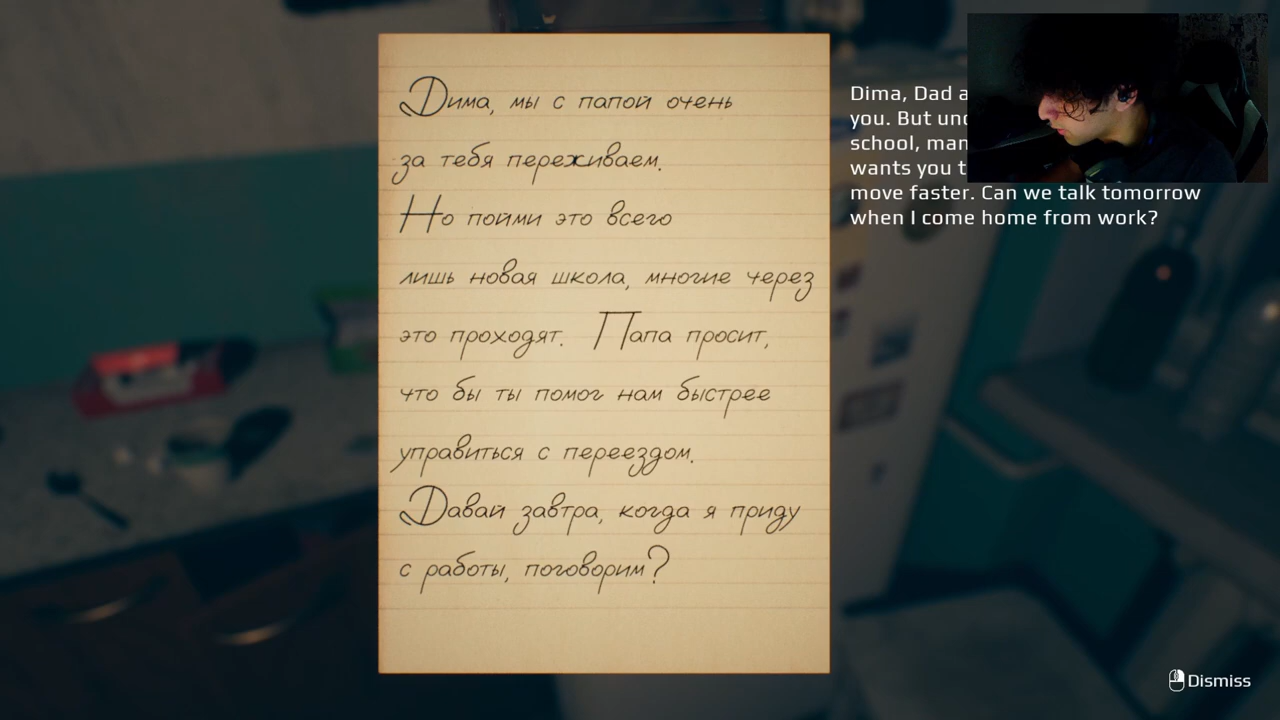 Дима, мы с папой очень
за тебя переживаем.
Но пойми это всего
лишь новая школа, многие через
это проходят. Папа просит,
что бы ты помог нам быстрее
управиться с переездом.
Давай завтра, когда я приду
с работы, поговорим?
Dima, Dad
you. But
school,
wants you
move faster. Can we talk tomorrow
when I come home from work?
Dismiss